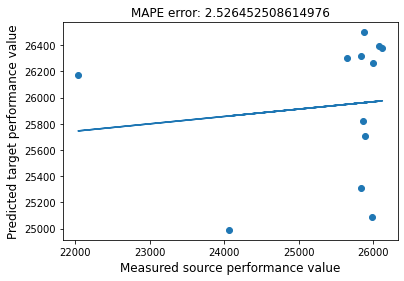 MAPE error: 2.526452508614976
Predicted target performance value
26400
26200
26000
25800
25600
25400
25200
25000
22000 23000 24000 25000 26000
Measured source performance value